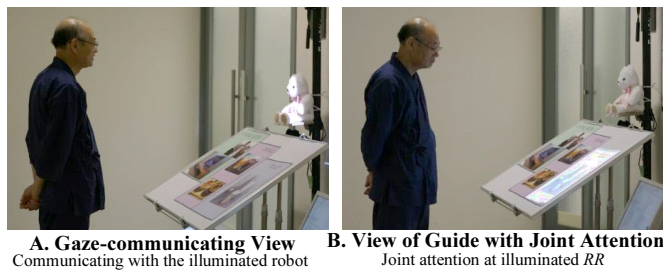 A. Gaze-communicating View
Communicating with the illuminated robot
B. View of Guide with Joint Attention
Joint attention at illuminated RR